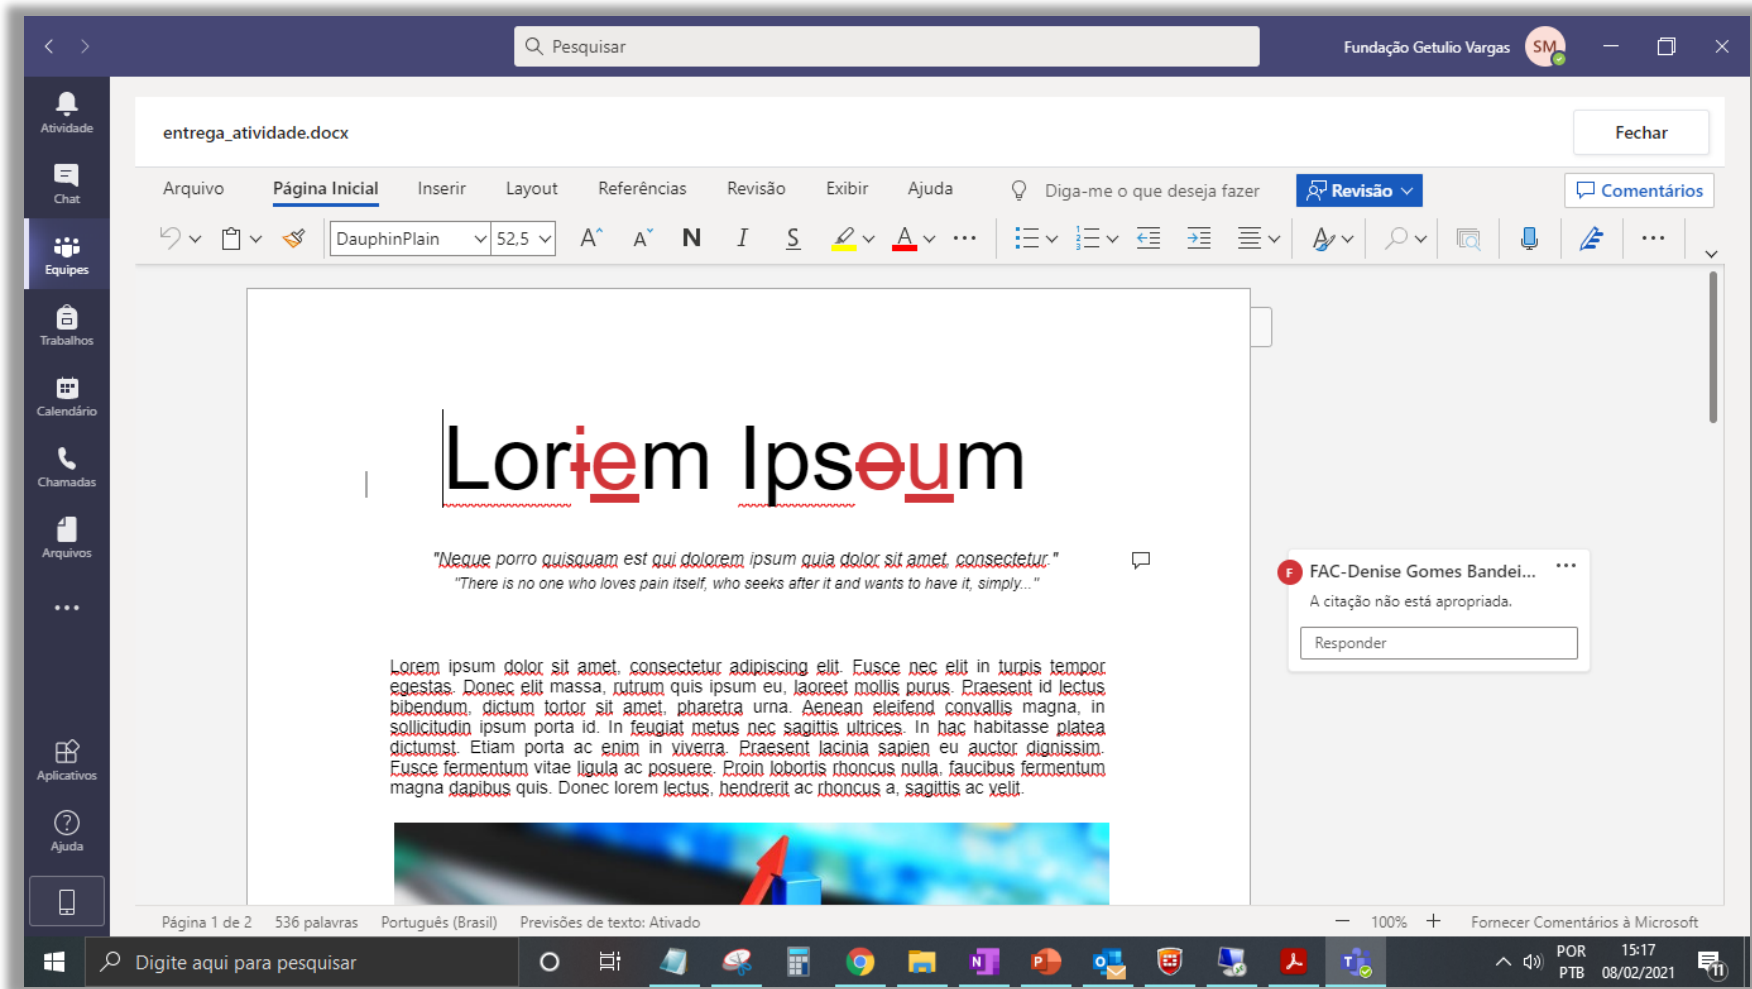 Pesquisar
Fundação Getulio Vargas
SM
Atividade
Chat
Equipes
Trabalhos
Calendário
Chamadas
Arquivos
Aplicativos
Ajuda
entrega_atividade.docx
Fechar
Arquivo Página Inicial Inserir Layout Referências Revisão Exibir Ajuda Diga-me o que deseja fazer Revisão Comentários
DauphinPlain 52,5 A A N I S A
Loriem Ipsoum
"Neque porro quisquam est qui dolorem ipsum quia dolor sit amet, consectetur."
"There is no one who loves pain itself, who seeks after it and wants to have it, simply..."
F FAC-Denise Gomes Bandei...
A citação não está apropriada.
Responder
Lorem ipsum dolor sit amet, consectetur adipiscing elit. Fusce nec elit in turpis tempor
egestas. Donec elit massa, rutrum quis ipsum eu, laoreet mollis purus. Praesent id lectus
bibendum, dictum tortor sit amet, pharetra urna. Aenean eleifend convallis magna, in
sollicitudin ipsum porta id. In feugiat metus nec sagittis ultrices. In hac habitasse platea
dictumst. Etiam porta ac enim in viverra. Praesent lacinia sapien eu auctor dignissim.
Fusce fermentum vitae ligula ac posuere. Proin lobortis rhoncus nulla, faucibus fermentum
magna dapibus quis. Donec lorem lectus, hendrerit ac rhoncus a, sagittis ac velit.
Página 1 de 2 536 palavras Português (Brasil) Previsões de texto: Ativado 100% Fornecer Comentários à Microsoft
Digite aqui para pesquisar
POR
PTB
15:17
08/02/2021
11